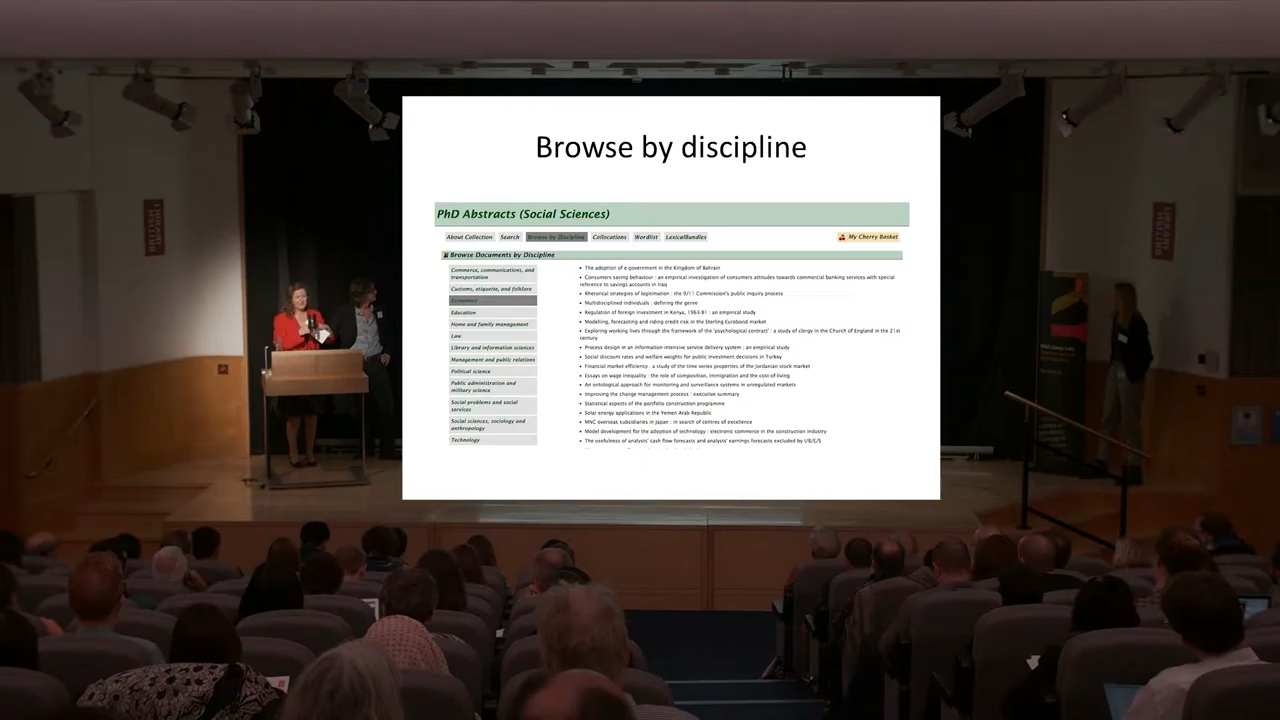 Browse by discipline
PhD Abstracts (Social Sciences)
About Collection Search Browse by Discipline Collocations Wordlist LexicalBundles My Cherry Basket
Browse Documents by Discipline
Commerce, communications, and
transportation
Customs, etiquette, and folklore
Economics
Education
Home and family management
Law
Library and information sciences
Management and public relations
Political science
Public administration and
military science
Social problems and social
services
Social sciences, sociology and
anthropology
Technology
• The adoption of e-government in the Kingdom of Bahrain
• Consumers saving behaviour : an empirical investigation of consumers attitudes towards commercial banking services with special
reference to savings accounts in Iraq
• Rhetorical strategies of legitimation : the 9/11 Commission's public inquiry process
• Multidisciplined individuals : defining the genre
• Regulation of foreign investment in Kenya, 1963-81 : an empirical study
• Modelling, forecasting and riding credit risk in the Sterling Eurobond market
• Exploring working lives through the framework of the 'psychological contract' : a study of clergy in the Church of England in the 21st
century
• Process design in an information intensive service delivery system : an empirical study
• Social discount rates and welfare weights for public investment decisions in Turkey
• Financial market efficiency : a study of the time series properties of the Jordanian stock market
• Essays on wage inequality : the role of composition, immigration and the cost of living
• An ontological approach for monitoring and surveillance systems in unregulated markets
• Improving the change management process : executive summary
• Statistical aspects of the portfolio construction programme
• Solar energy applications in the Yemen Arab Republic
• MNC overseas subsidiaries in Japan : in search of centres of excellence
• Model development for the adoption of technology : electronic commerce in the construction industry
• The usefulness of analysts' cash flow forecasts and analysts' earnings forecasts excluded by I/B/E/S
BRITISH
LIBRARY
BRITISH
LIBRARY